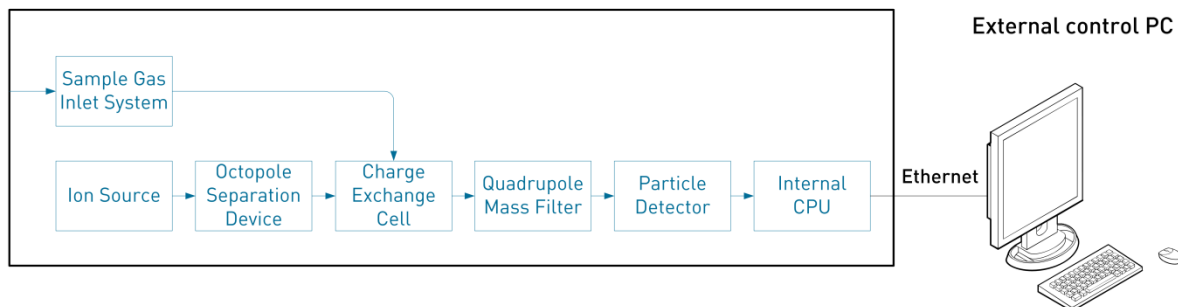 External control PC
Sample Gas
Inlet System
Ion Source
Octopole
Separation
Device
Charge
Exchange
Cell
Quadrupole
Mass Filter
Particle
Detector
Internal
CPU
Ethernet